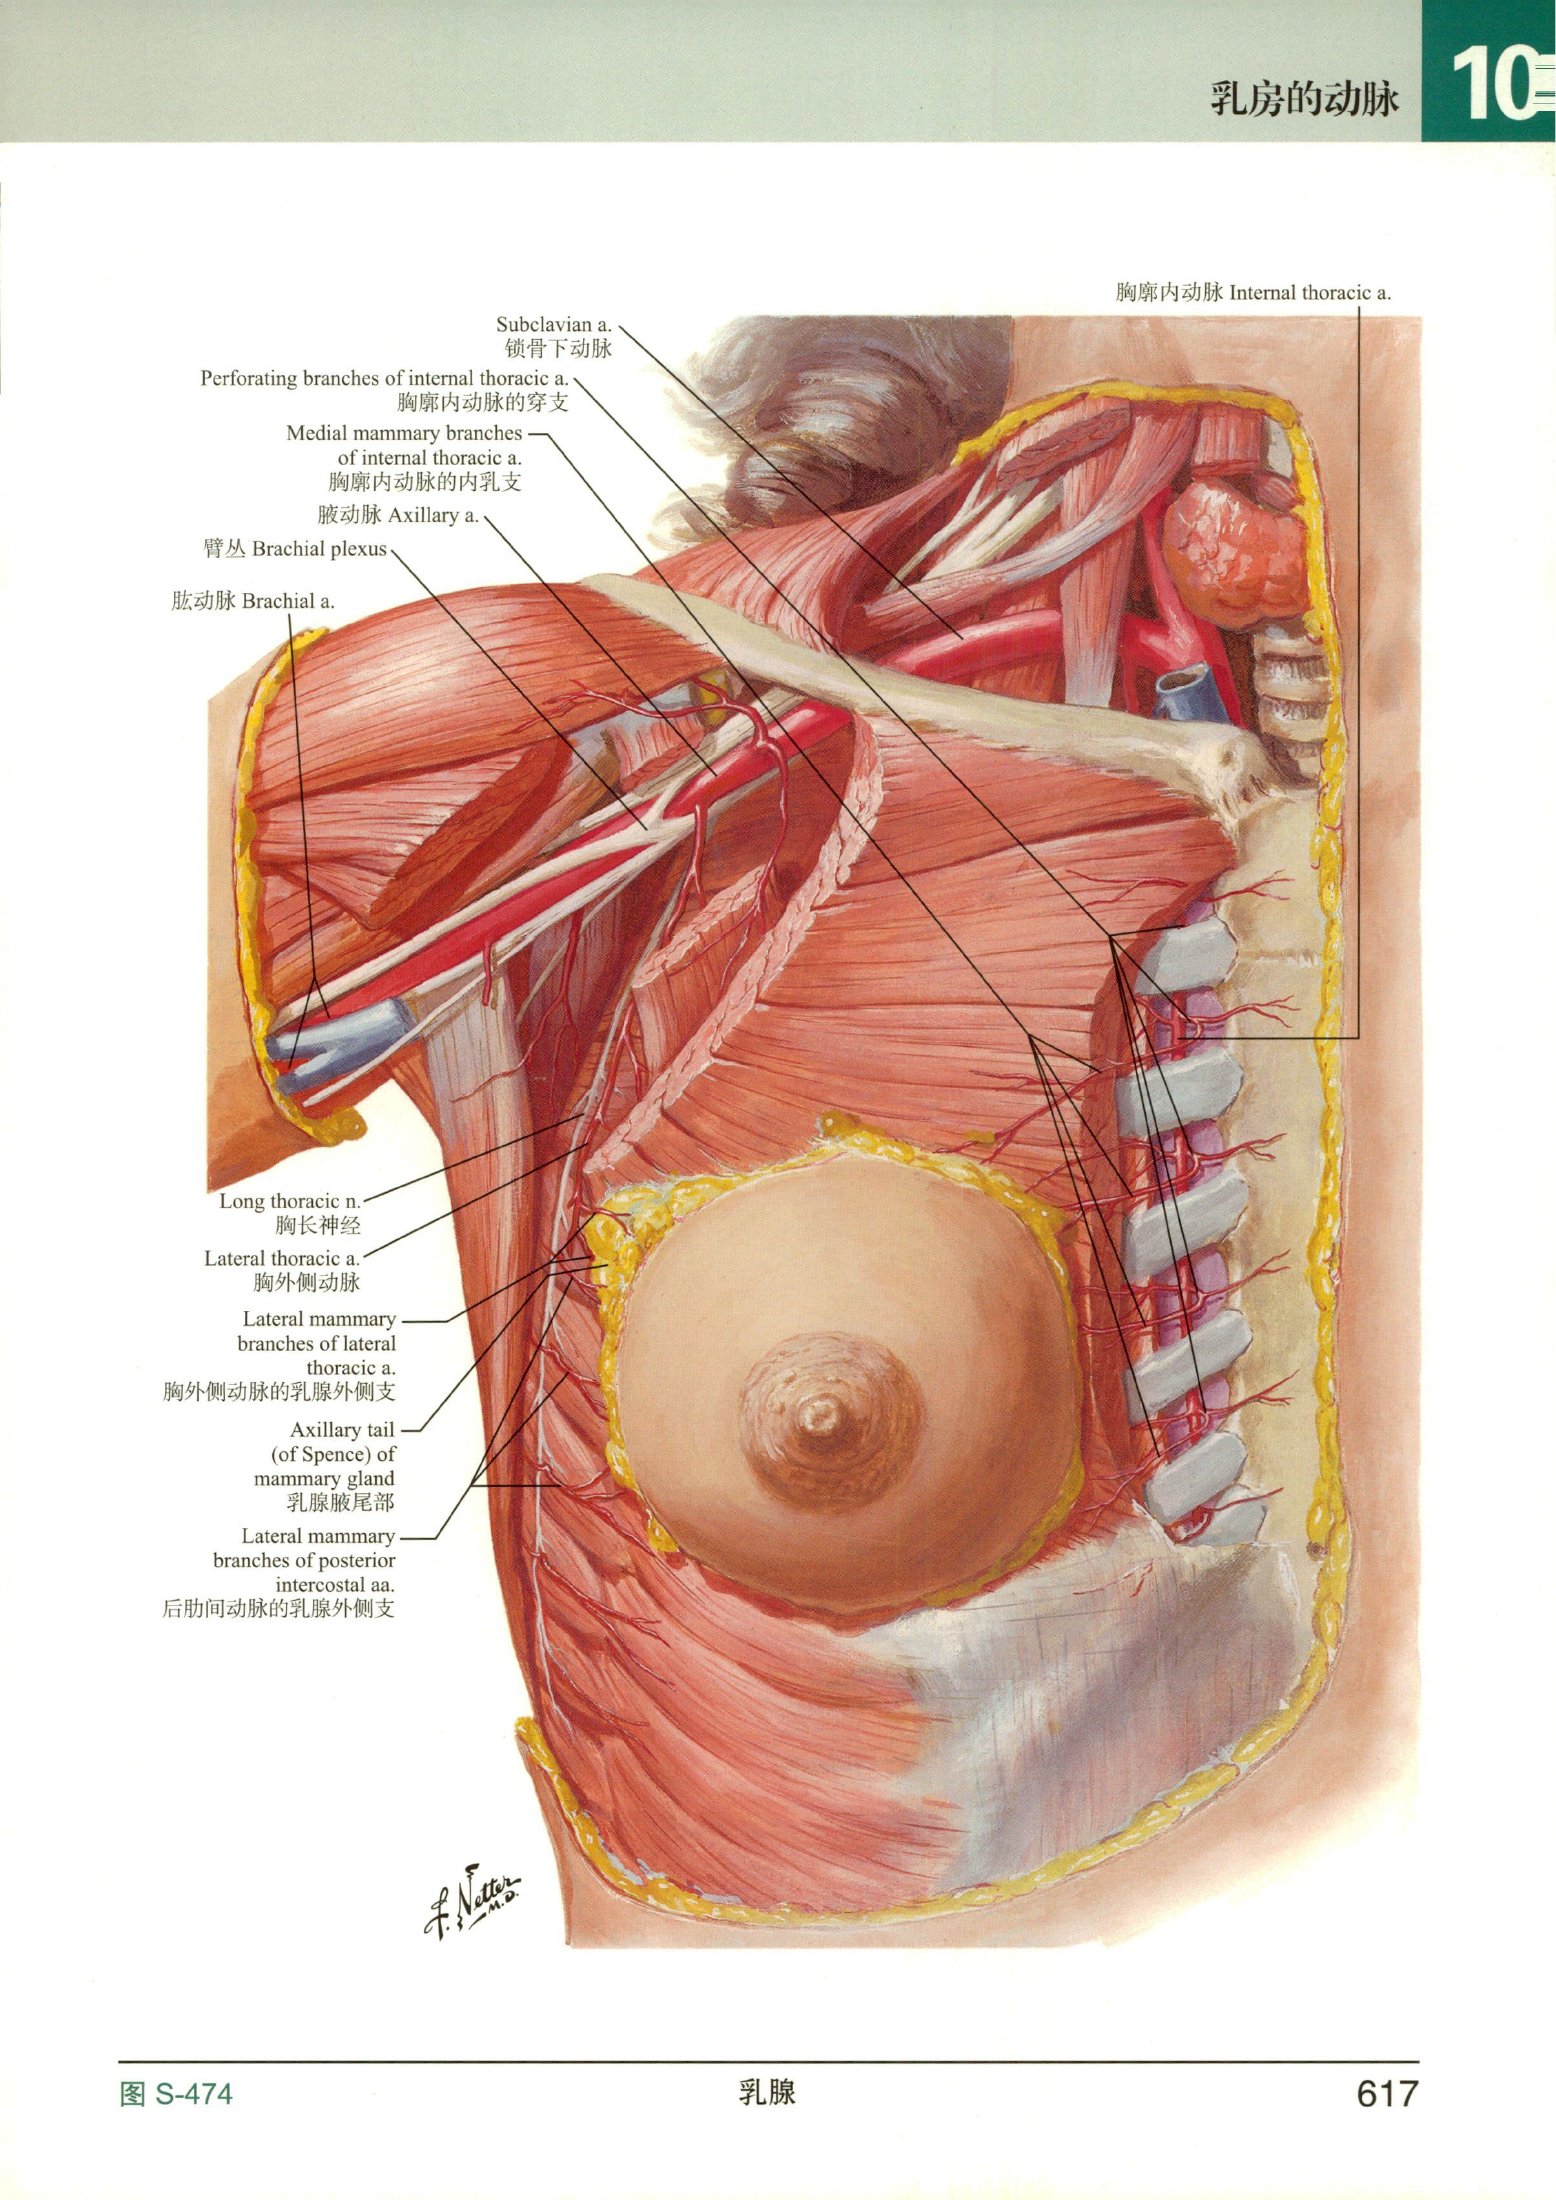 乳房的动脉
10
胸廓内动脉 Internal thoracic a.
Subclavian a.
锁骨下动脉
Perforating branches of internal thoracic a.
胸廓内动脉的穿支
Medial mammary branches
of internal thoracic a.
胸廓内动脉的内乳支
腋动脉 Axillary a.
臂丛 Brachial plexus
肱动脉 Brachial a.
Long thoracic n.
胸长神经
Lateral thoracic a.
胸外侧动脉
Lateral mammary
branches of lateral
thoracic a.
胸外侧动脉的乳腺外侧支
Axillary tail
(of Spence) of
mammary gland
乳腺腋尾部
Lateral mammary
branches of posterior
intercostal aa.
后肋间动脉的乳腺外侧支
F. Netter
M.D.
图 S-474
乳腺
617